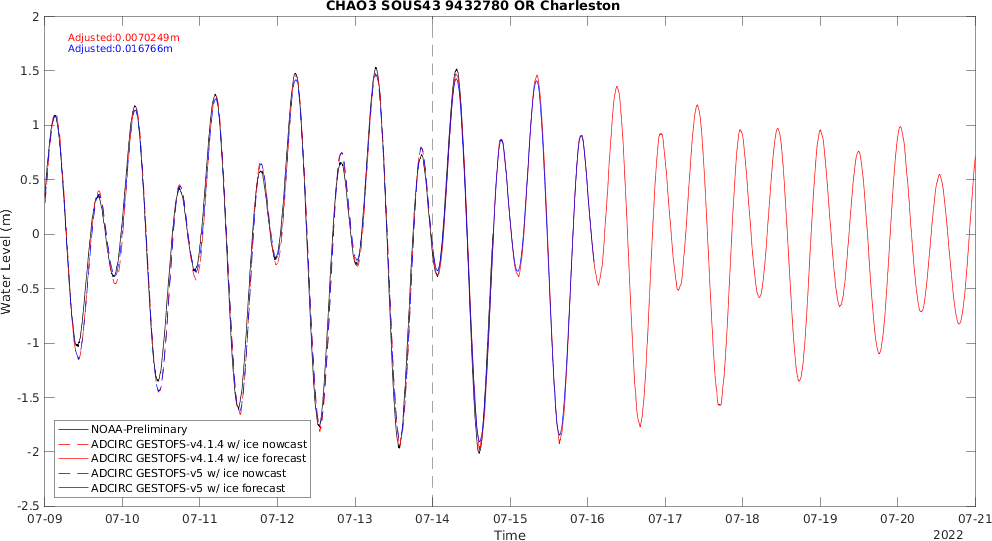 CHAO3 SOUS43 9432780 OR Charleston
Adjusted:0.0070249m
Adjusted:0.016766m
2
1.5
1
0.5
0
-0.5
-1
-1.5
-2
-2.5
Water Level (m)
NOAA-Preliminary
ADCIRC GESTOFS-v4.1.4 w/ ice nowcast
ADCIRC GESTOFS-v4.1.4 w/ ice forecast
ADCIRC GESTOFS-v5 w/ ice nowcast
ADCIRC GESTOFS-v5 w/ ice forecast
07-09 07-10 07-11 07-12 07-13 07-14 07-15 07-16 07-17 07-18 07-19 07-20 07-21
Time
2022